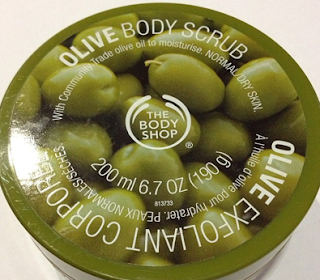 OLIVE BODY SCRUB
With Community Trade olive oil to moisturise. NORMAL/DRY SKIN.
THE
BODY
SHOP
®
200 ml 6.7 OZ (190 g)
813733
À l'huile d'olive pour hydrater. PEAUX NORMALES/SÈCHES.
OLIVE EXFOLIANT CORPOREL